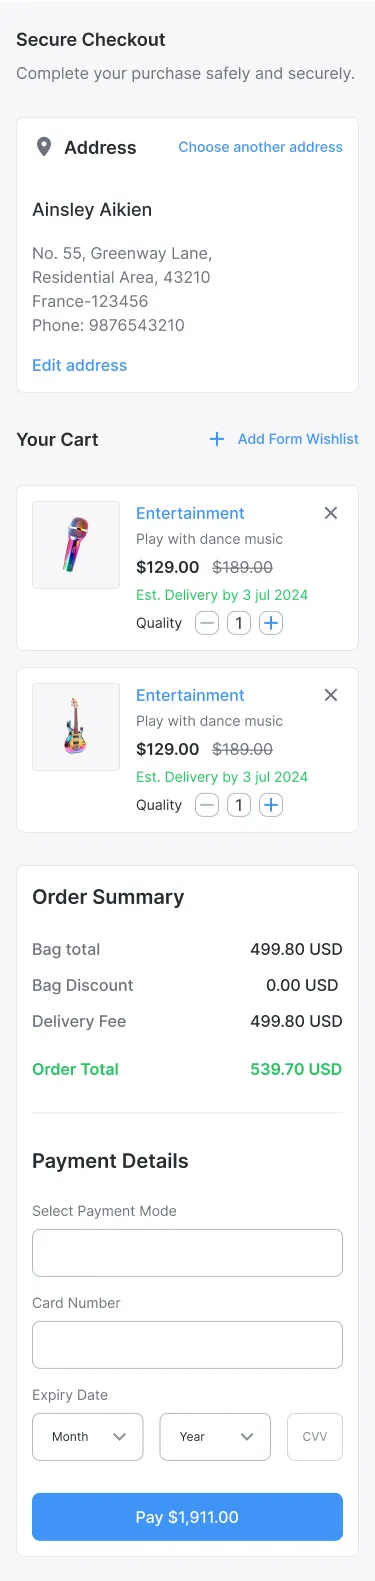 Secure Checkout
Complete your purchase safely and securely.
Address
Choose another address
Ainsley Aikien
No. 55, Greenway Lane,
Residential Area, 43210
France-123456
Phone: 9876543210
Edit address
Your Cart
Add Form Wishlist
Entertainment
Play with dance music
$129.00 $189.00
Est. Delivery by 3 jul 2024
Quality 1
Entertainment
Play with dance music
$129.00 $189.00
Est. Delivery by 3 jul 2024
Quality 1
Order Summary
Bag total 499.80 USD
Bag Discount 0.00 USD
Delivery Fee 499.80 USD
Order Total 539.70 USD
Payment Details
Select Payment Mode
Card Number
Expiry Date
Month Year CVV
Pay $1,911.00